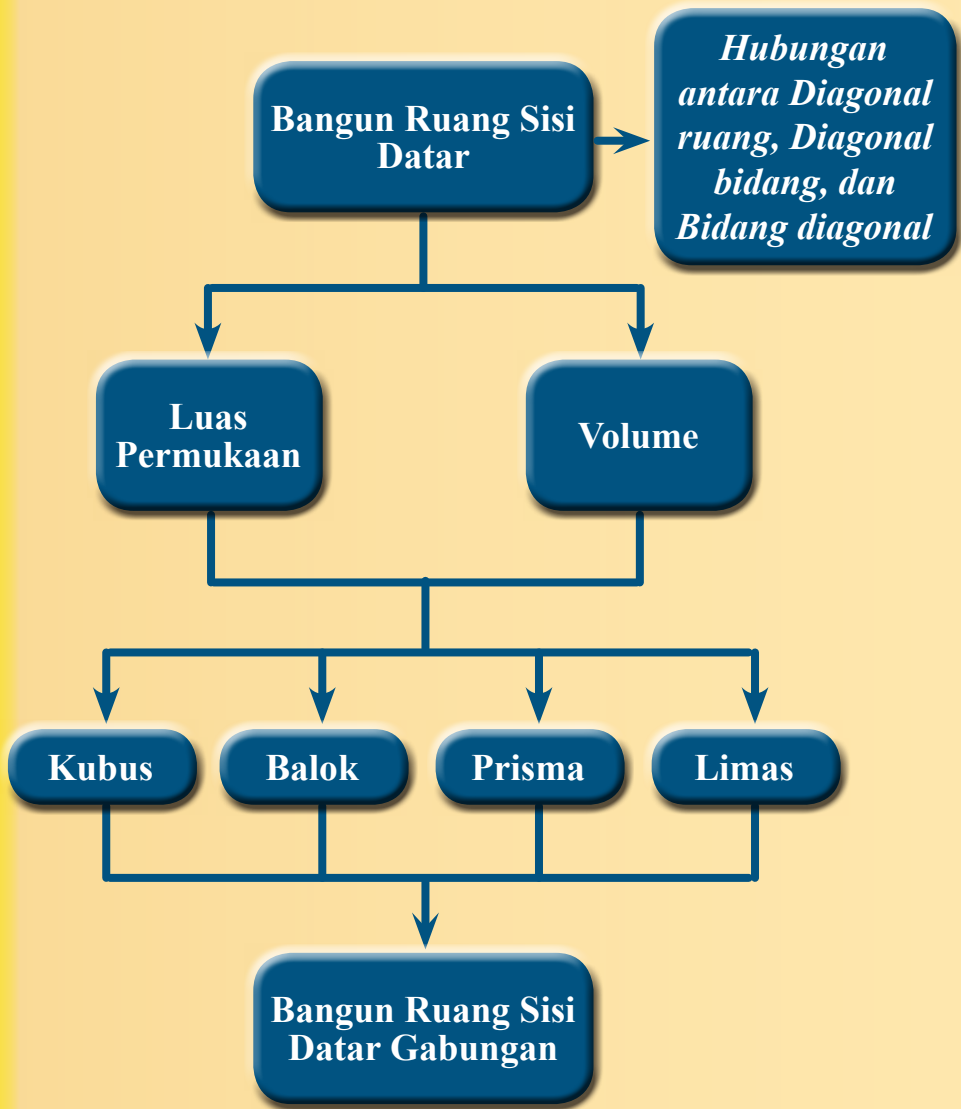 Bangun Ruang Sisi
Datar
Hubungan
antara Diagonal
ruang, Diagonal
bidang, dan
Bidang diagonal
Luas
Permukaan
Volume
Kubus
Balok
Prisma
Limas
Bangun Ruang Sisi
Datar Gabungan